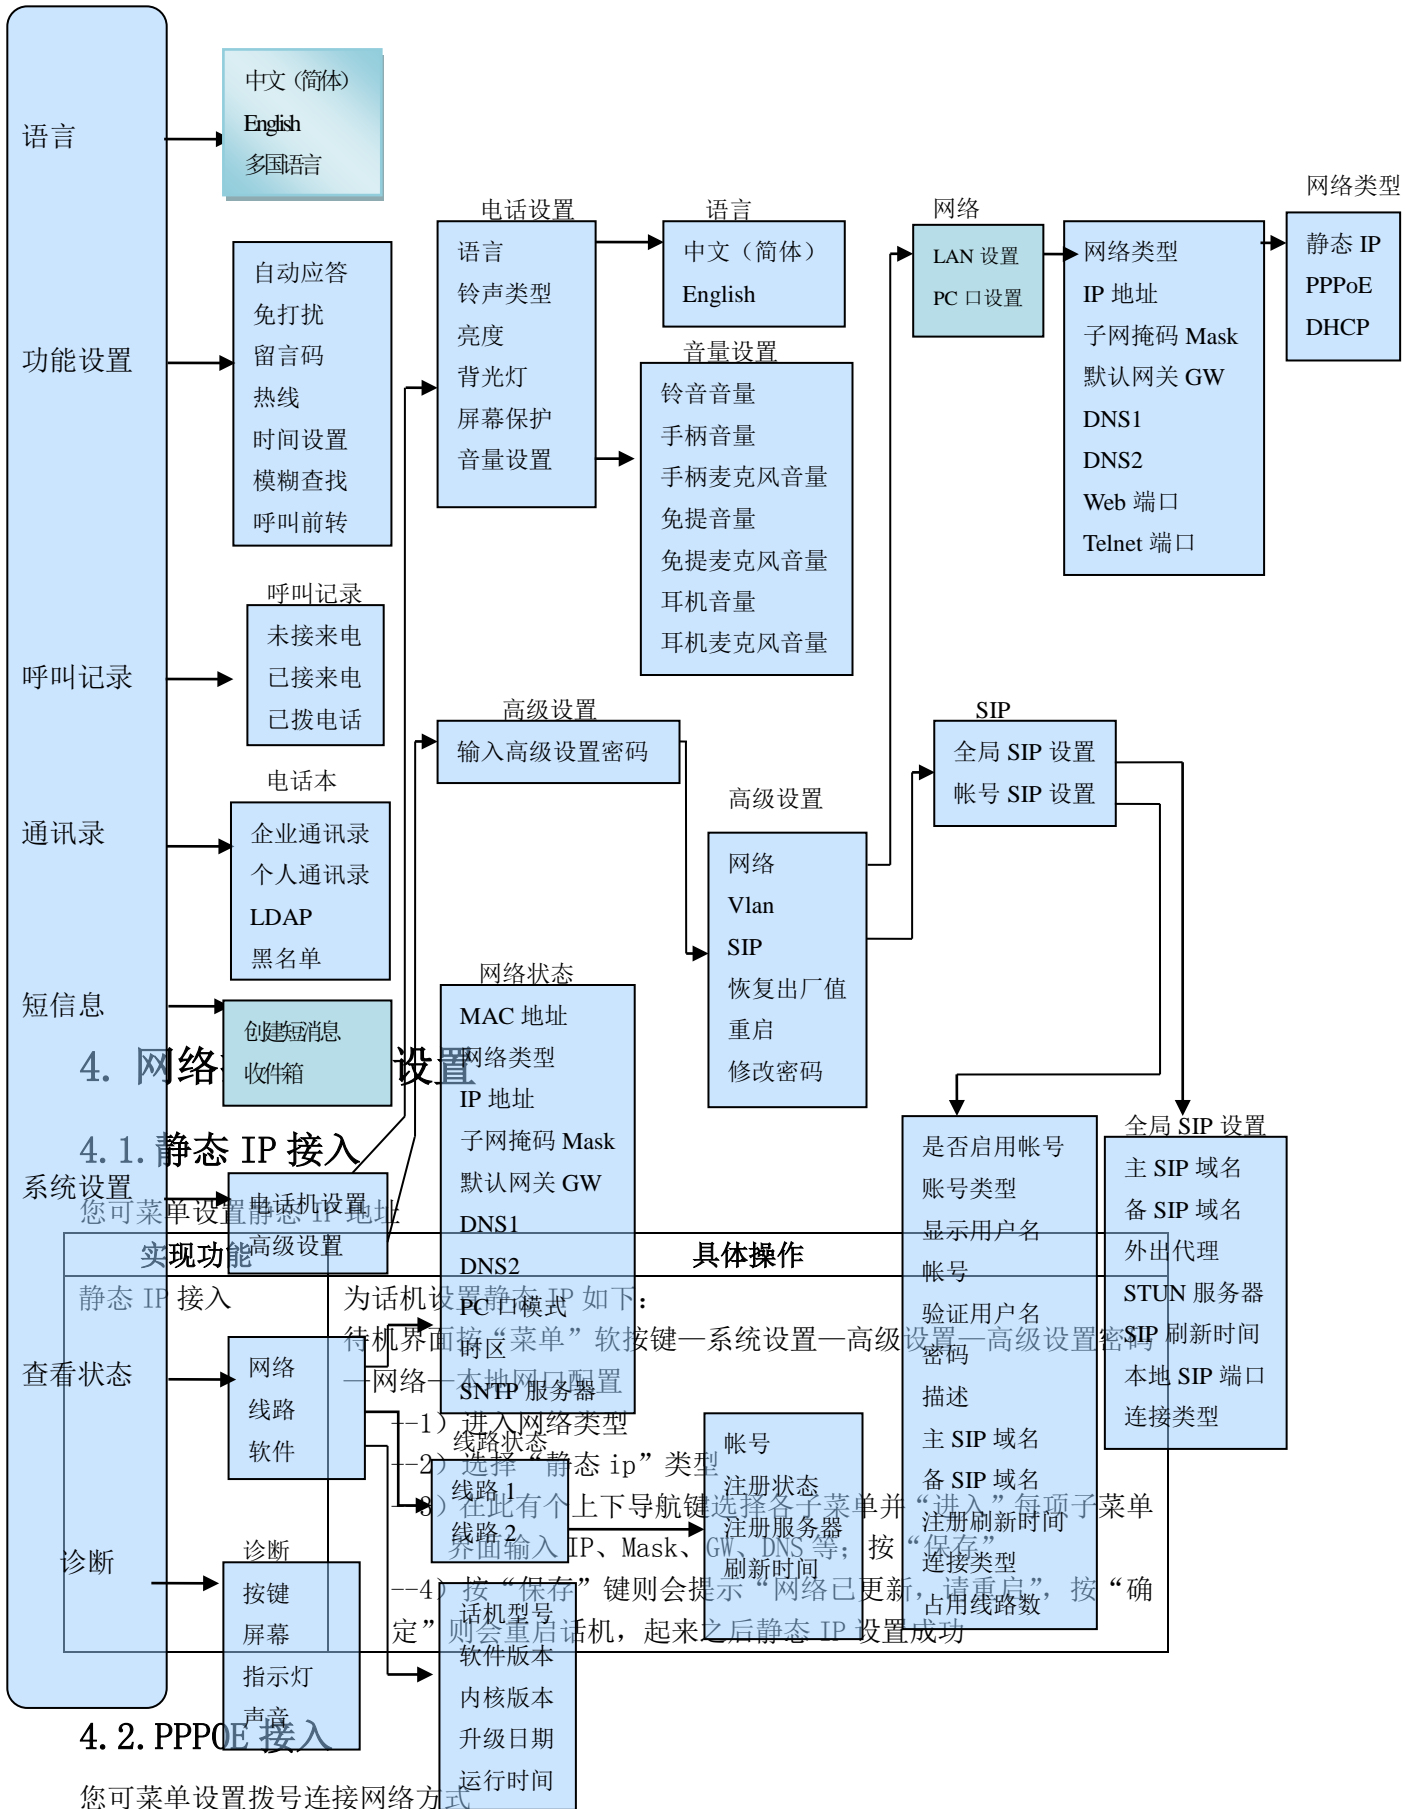 语言
功能设置
呼叫记录
通讯录
短信息
系统设置
查看状态
诊断
中文（简体）
English
多国语言
自动应答
免打扰
留言码
热线
时间设置
模糊查找
呼叫前转
呼叫记录
未接来电
已接来电
已拨电话
电话本
企业通讯录
个人通讯录
LDAP
黑名单
创建短消息
收件箱
电话机设置
高级设置
网络
线路
软件
诊断
按键
屏幕
指示灯
声音
电话设置
语言
铃声类型
亮度
背光灯
屏幕保护
音量设置
语言
中文（简体）
English
音量设置
铃音音量
手柄音量
手柄麦克风音量
免提音量
免提麦克风音量
耳机音量
耳机麦克风音量
高级设置
输入高级设置密码
高级设置
网络
Vlan
SIP
恢复出厂值
重启
修改密码
网络
LAN 设置
PC 口设置
网络类型
IP 地址
子网掩码 Mask
默认网关 GW
DNS1
DNS2
Web 端口
Telnet 端口
网络类型
静态 IP
PPPoE
DHCP
SIP
全局 SIP 设置
帐号 SIP 设置
是否启用帐号
账号类型
显示用户名
帐号
验证用户名
密码
描述
主 SIP 域名
备 SIP 域名
注册刷新时间
连接类型
占用线路数
全局 SIP 设置
主 SIP 域名
备 SIP 域名
外出代理
STUN 服务器
SIP 刷新时间
本地 SIP 端口
连接类型
网络状态
MAC 地址
网络类型
IP 地址
子网掩码 Mask
默认网关 GW
DNS1
DNS2
PC 口模式
时区
SNTP 服务器
线路状态
线路 1
线路 2
帐号
注册状态
注册服务器
刷新时间
话机型号
软件版本
内核版本
升级日期
运行时间
4. 网络 设置
4.1.静态 IP 接入
您可菜单设置静态 IP 地址
实现功能
具体操作
静态 IP 接入
为话机设置静态 IP 如下：
待机界面按“菜单”软按键—系统设置—高级设置—高级设置密码
—网络—本地网口配置
--1）进入网络类型
--2）选择“静态 ip”类型
--3）在此有个上下导航键选择各子菜单并“进入”每项子菜单
界面输入 IP、Mask、GW、DNS 等；按“保存”
--4）按“保存”键则会提示“网络已更新，请重启”，按“确
定”则会重启话机，起来之后静态 IP 设置成功
4.2.PPPOE 接入
您可菜单设置拨号连接网络方式